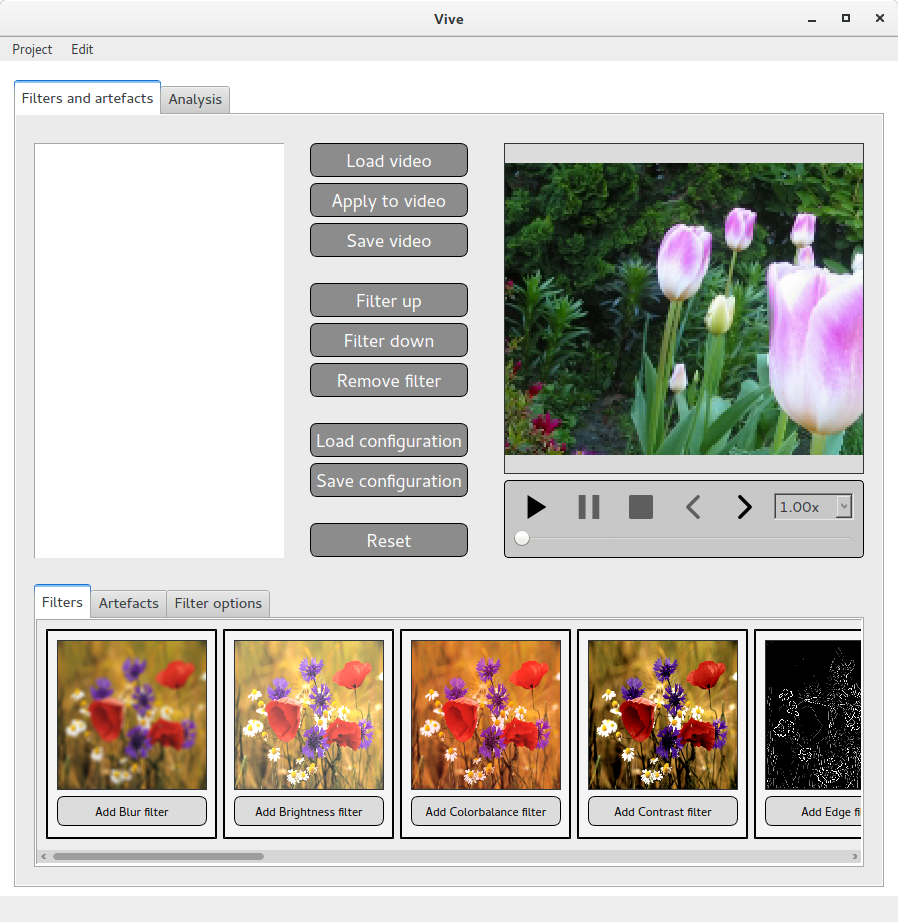 Vive
Project Edit
Filters and artefacts Analysis
Load video
Apply to video
Save video
Filter up
Filter down
Remove filter
Load configuration
Save configuration
Reset
1.00x
Filters Artefacts Filter options
Add Blur filter Add Brightness filter Add Colorbalance filter Add Contrast filter Add Edge fi